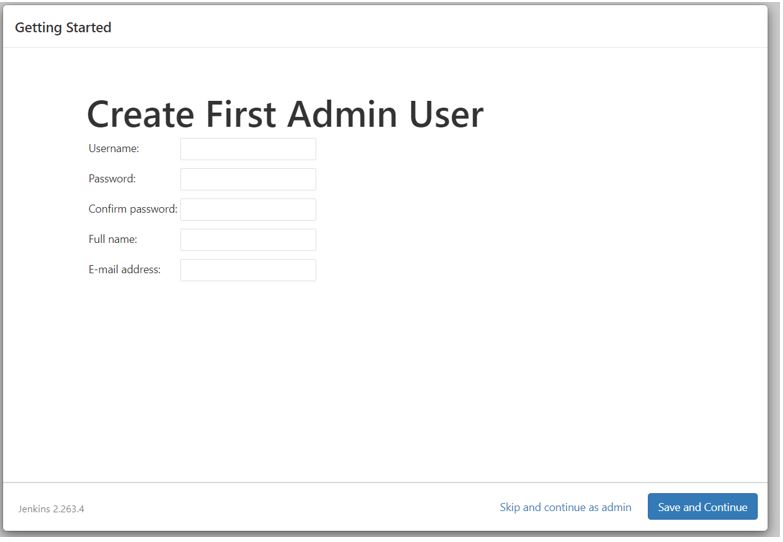 Getting Started
Create First Admin User
Username:
Password:
Confirm password:
Full name:
E-mail address:
Jenkins 2.263.4
Skip and continue as admin
Save and Continue